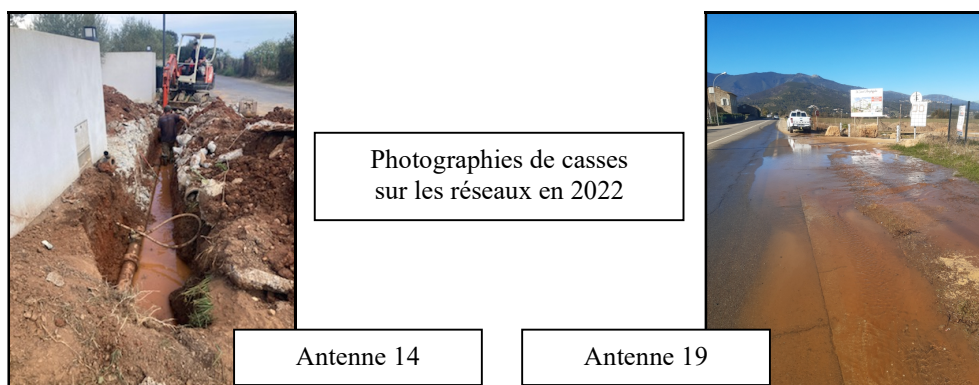 Photographies de casses
sur les réseaux en 2022
Antenne 14
Antenne 19